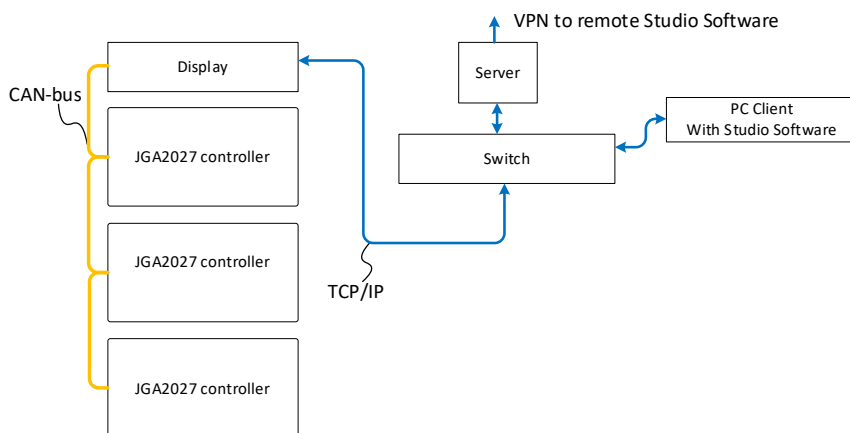 VPN to remote Studio Software
Display
Server
CAN-bus
PC Client
With Studio Software
JGA2027 controller
Switch
JGA2027 controller
TCP/IP
JGA2027 controller